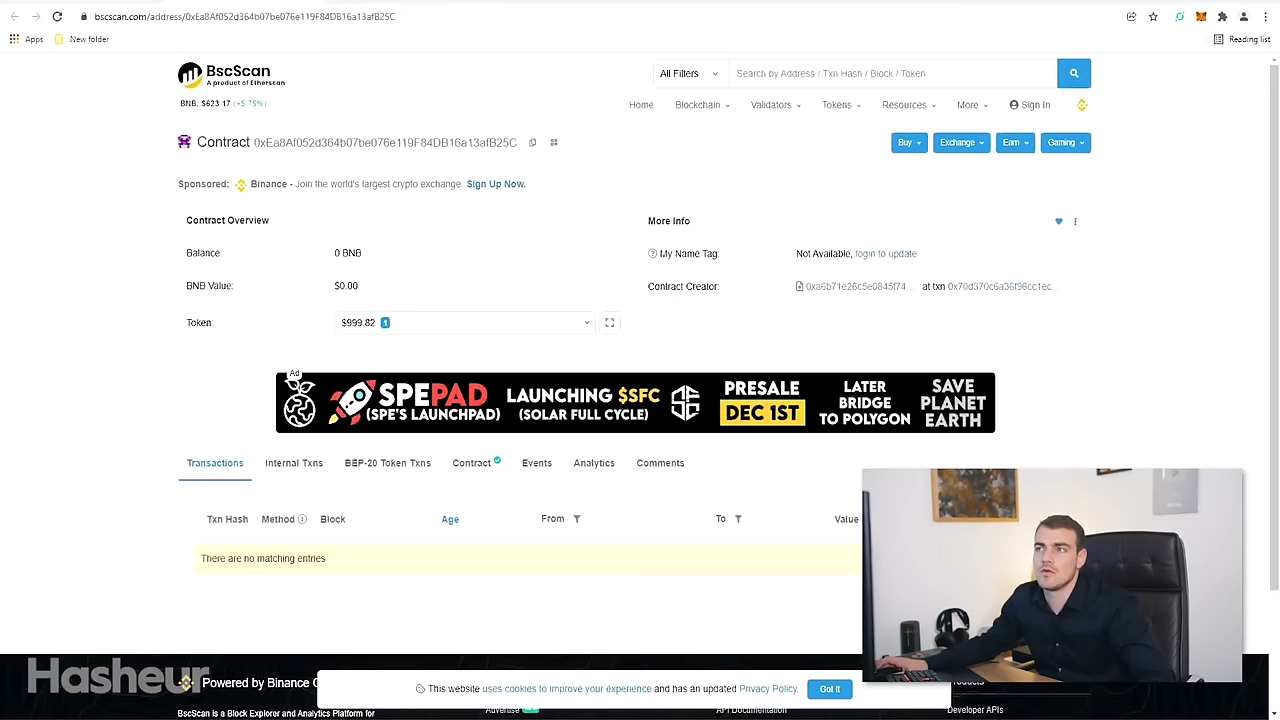 bscscan.com/address/0xEa8Af052d364b07be076e119F84DB16a13afB25C
Apps New folder Reading list
BscScan
A product of Etherscan
All Filters Search by Address / Txn Hash / Block / Token
BNB: $623.17 (+5.75%)
Home Blockchain Validators Tokens Resources More Sign In
Contract 0xEa8Af052d364b07be076e119F84DB16a13afB25C
Buy Exchange Earn Gaming
Sponsored: Binance - Join the world's largest crypto exchange. Sign Up Now.
Contract Overview
More Info
Balance: 0 BNB
My Name Tag: Not Available, login to update
BNB Value: $0.00
Contract Creator: 0xa6b71e26c5e0845f74... at txn 0x70d370c6a36f96cc1ec...
Token: $999.82 1
Ad
SPEPAD
(SPE'S LAUNCHPAD)
LAUNCHING $SFC
(SOLAR FULL CYCLE)
PRESALE
DEC 1ST
LATER
BRIDGE
TO POLYGON
SAVE
PLANET
EARTH
Transactions Internal Txns BEP-20 Token Txns Contract Events Analytics Comments
Txn Hash Method Block Age From To Value
There are no matching entries
Hasheur
Powered by Binance
This website uses cookies to improve your experience and has an updated Privacy Policy. Got It
BscScan is a Block Explorer and Analytics Platform for
Advertise API Documentation Developer APIs